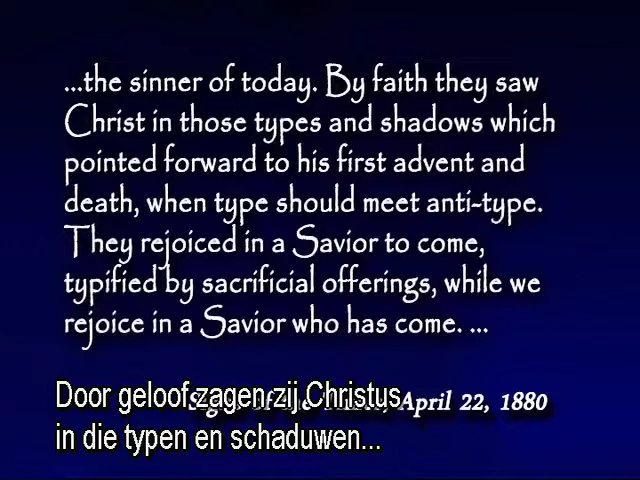 ...the sinner of today. By faith they saw
Christ in those types and shadows which
pointed forward to his first advent and
death, when type should meet anti-type.
They rejoiced in a Savior to come,
typified by sacrificial offerings, while we
rejoice in a Savior who has come. ...
April 22, 1880
Door geloof zagen zij Christus
in die typen en schaduwen...